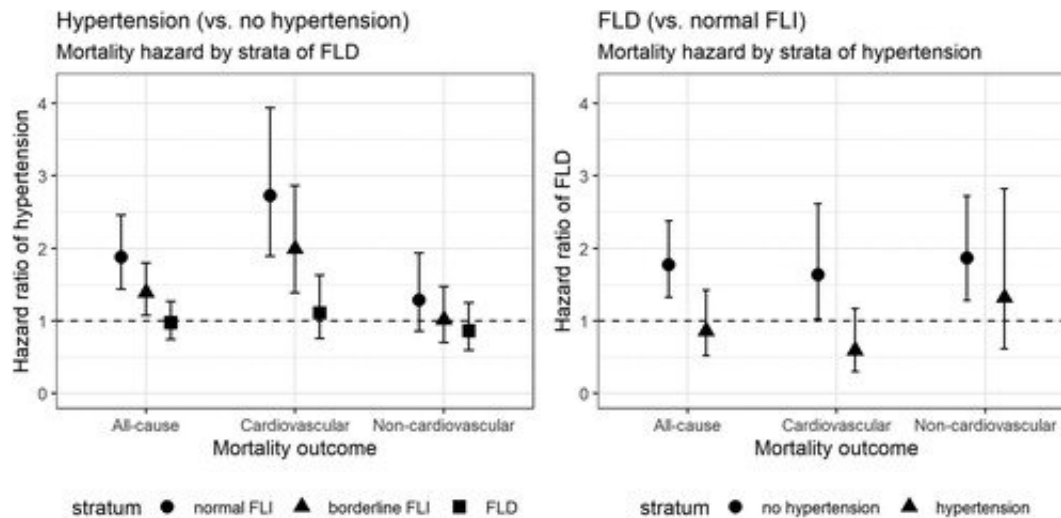 Hypertension (vs. no hypertension)
Mortality hazard by strata of FLD
Hazard ratio of hypertension
4
3
2
1
0
All-cause
Cardiovascular
Non-cardiovascular
Mortality outcome
stratum normal FLI borderline FLI FLD
FLD (vs. normal FLI)
Mortality hazard by strata of hypertension
Hazard ratio of FLD
4
3
2
1
0
All-cause
Cardiovascular
Non-cardiovascular
Mortality outcome
stratum no hypertension hypertension